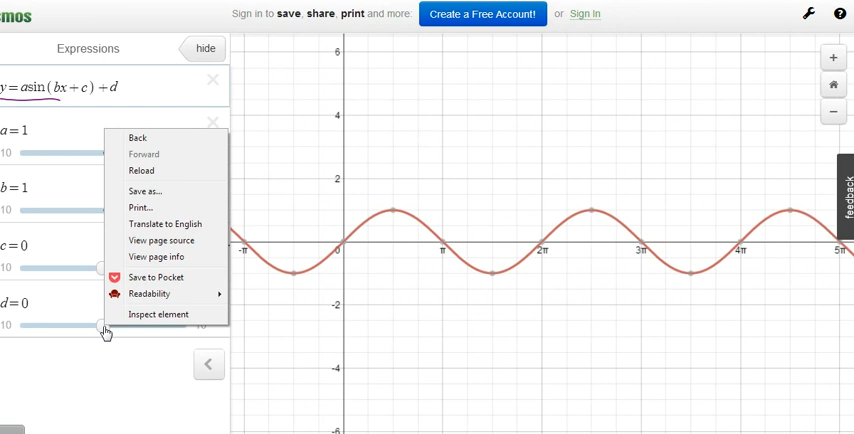 smos
Sign in to save, share, print and more: Create a Free Account! or Sign In
Expressions
hide
y=asin(bx+c)+d
a=1
10
b=1
10
c=0
10
d=0
10
10
Back
Forward
Reload
Save as...
Print...
Translate to English
View page source
View page info
Save to Pocket
Readability
Inspect element
6
4
2
-π 0 π 2π 3π 4π 5π
-2
-4
-6
feedback